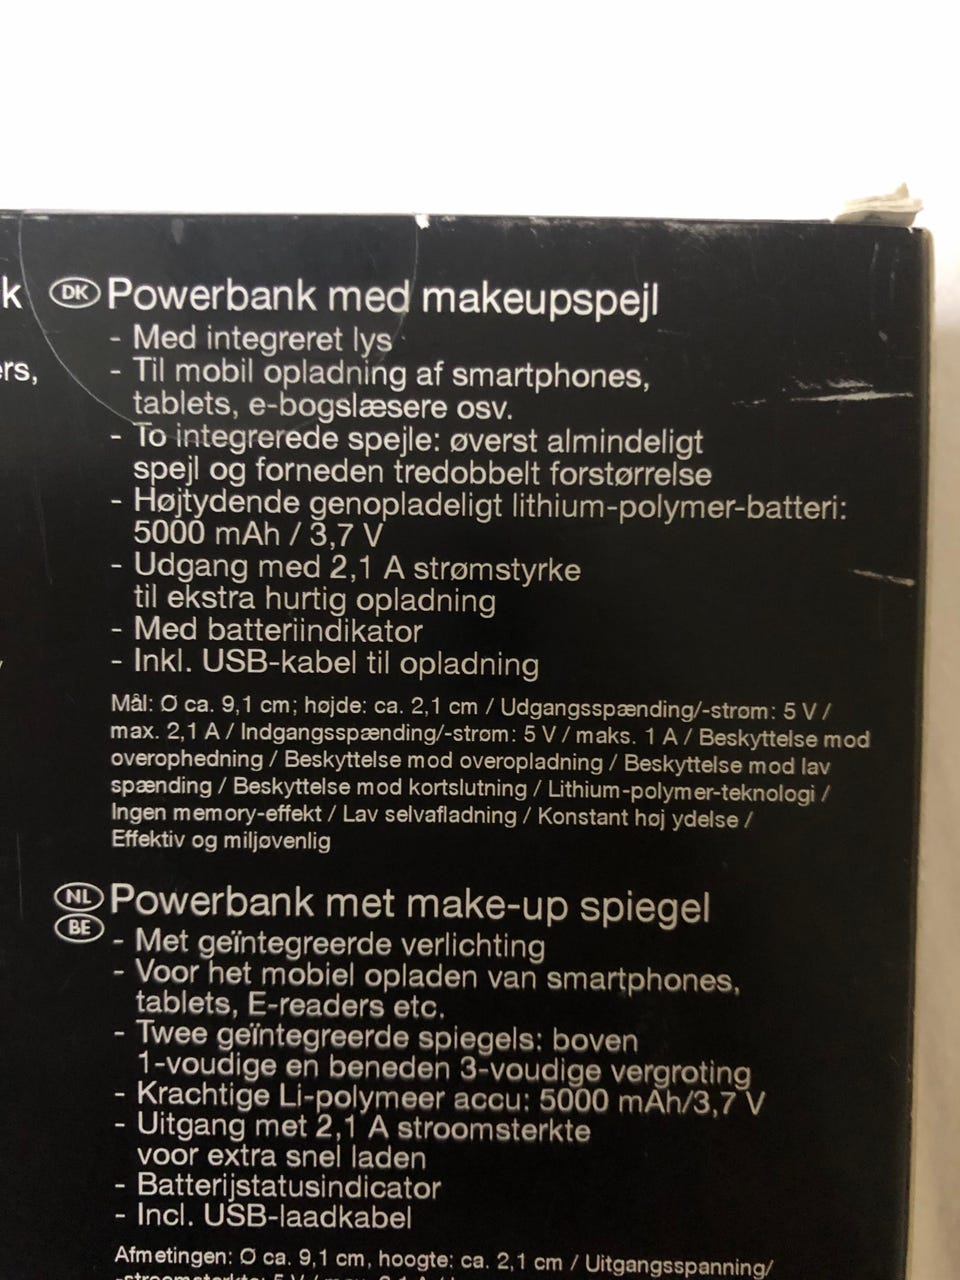 k
ers,
DK Powerbank med makeupspejl
- Med integreret lys
- Til mobil opladning af smartphones,
tablets, e-bogslæsere osv.
- To integrerede spejle: øverst almindeligt
spejl og forneden tredobbelt forstørrelse
- Højtydende genopladeligt lithium-polymer-batteri:
5000 mAh / 3,7 V
- Udgang med 2,1 A strømstyrke
til ekstra hurtig opladning
- Med batteriindikator
- Inkl. USB-kabel til opladning
Mål: Ø ca. 9,1 cm; højde: ca. 2,1 cm / Udgangsspænding/-strøm: 5 V /
max. 2,1 A / Indgangsspænding/-strøm: 5 V / maks. 1 A / Beskyttelse mod
overophedning / Beskyttelse mod overopladning / Beskyttelse mod lav
spænding / Beskyttelse mod kortslutning / Lithium-polymer-teknologi /
Ingen memory-effekt / Lav selvafladning / Konstant høj ydelse /
Effektiv og miljøvenlig
NL BE Powerbank met make-up spiegel
- Met geïntegreerde verlichting
- Voor het mobiel opladen van smartphones,
tablets, E-readers etc.
- Twee geïntegreerde spiegels: boven
1-voudige en beneden 3-voudige vergroting
- Krachtige Li-polymeer accu: 5000 mAh/3,7 V
- Uitgang met 2,1 A stroomsterkte
voor extra snel laden
- Batterijstatusindicator
- Incl. USB-laadkabel
Afmetingen: Ø ca. 9,1 cm, hoogte: ca. 2,1 cm / Uitgangsspanning/